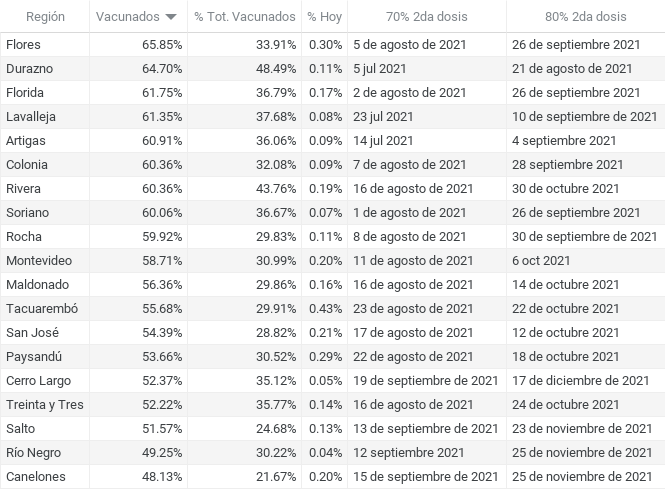 Región Vacunados % Tot. Vacunados % Hoy 70% 2da dosis 80% 2da dosis
Flores 65.85% 33.91% 0.30% 5 de agosto de 2021 26 de septiembre 2021
Durazno 64.70% 48.49% 0.11% 5 jul 2021 21 de agosto de 2021
Florida 61.75% 36.79% 0.17% 2 de agosto de 2021 26 de septiembre 2021
Lavalleja 61.35% 37.68% 0.08% 23 jul 2021 10 de septiembre de 2021
Artigas 60.91% 36.06% 0.09% 14 jul 2021 4 septiembre 2021
Colonia 60.36% 32.08% 0.09% 7 de agosto de 2021 28 septiembre 2021
Rivera 60.36% 43.76% 0.19% 16 de agosto de 2021 30 de octubre 2021
Soriano 60.06% 36.67% 0.07% 1 de agosto de 2021 26 de septiembre 2021
Rocha 59.92% 29.83% 0.11% 8 de agosto de 2021 30 de septiembre de 2021
Montevideo 58.71% 30.99% 0.20% 11 de agosto de 2021 6 oct 2021
Maldonado 56.36% 29.86% 0.16% 16 de agosto de 2021 14 de octubre 2021
Tacuarembó 55.68% 29.91% 0.43% 23 de agosto de 2021 22 de octubre 2021
San José 54.39% 28.82% 0.21% 17 de agosto de 2021 12 de octubre 2021
Paysandú 53.66% 30.52% 0.29% 22 de agosto de 2021 18 de octubre 2021
Cerro Largo 52.37% 35.12% 0.05% 19 de septiembre de 2021 17 de diciembre de 2021
Treinta y Tres 52.22% 35.77% 0.14% 16 de agosto de 2021 24 de octubre 2021
Salto 51.57% 24.68% 0.13% 13 de septiembre de 2021 23 de noviembre de 2021
Río Negro 49.25% 30.22% 0.04% 12 septiembre 2021 25 de noviembre de 2021
Canelones 48.13% 21.67% 0.20% 15 de septiembre de 2021 25 de noviembre de 2021